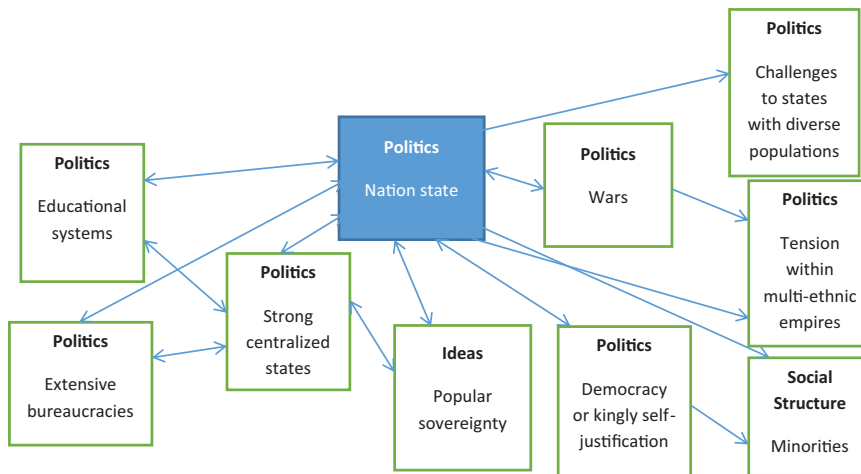 Politics
Challenges
to states
with diverse
populations
Politics
Nation state
Politics
Wars
Politics
Educational
systems
Politics
Tension
within
multi-ethnic
empires
Politics
Strong
centralized
states
Politics
Extensive
bureaucracies
Ideas
Popular
sovereignty
Politics
Democracy
or kingly self-
justification
Social
Structure
Minorities